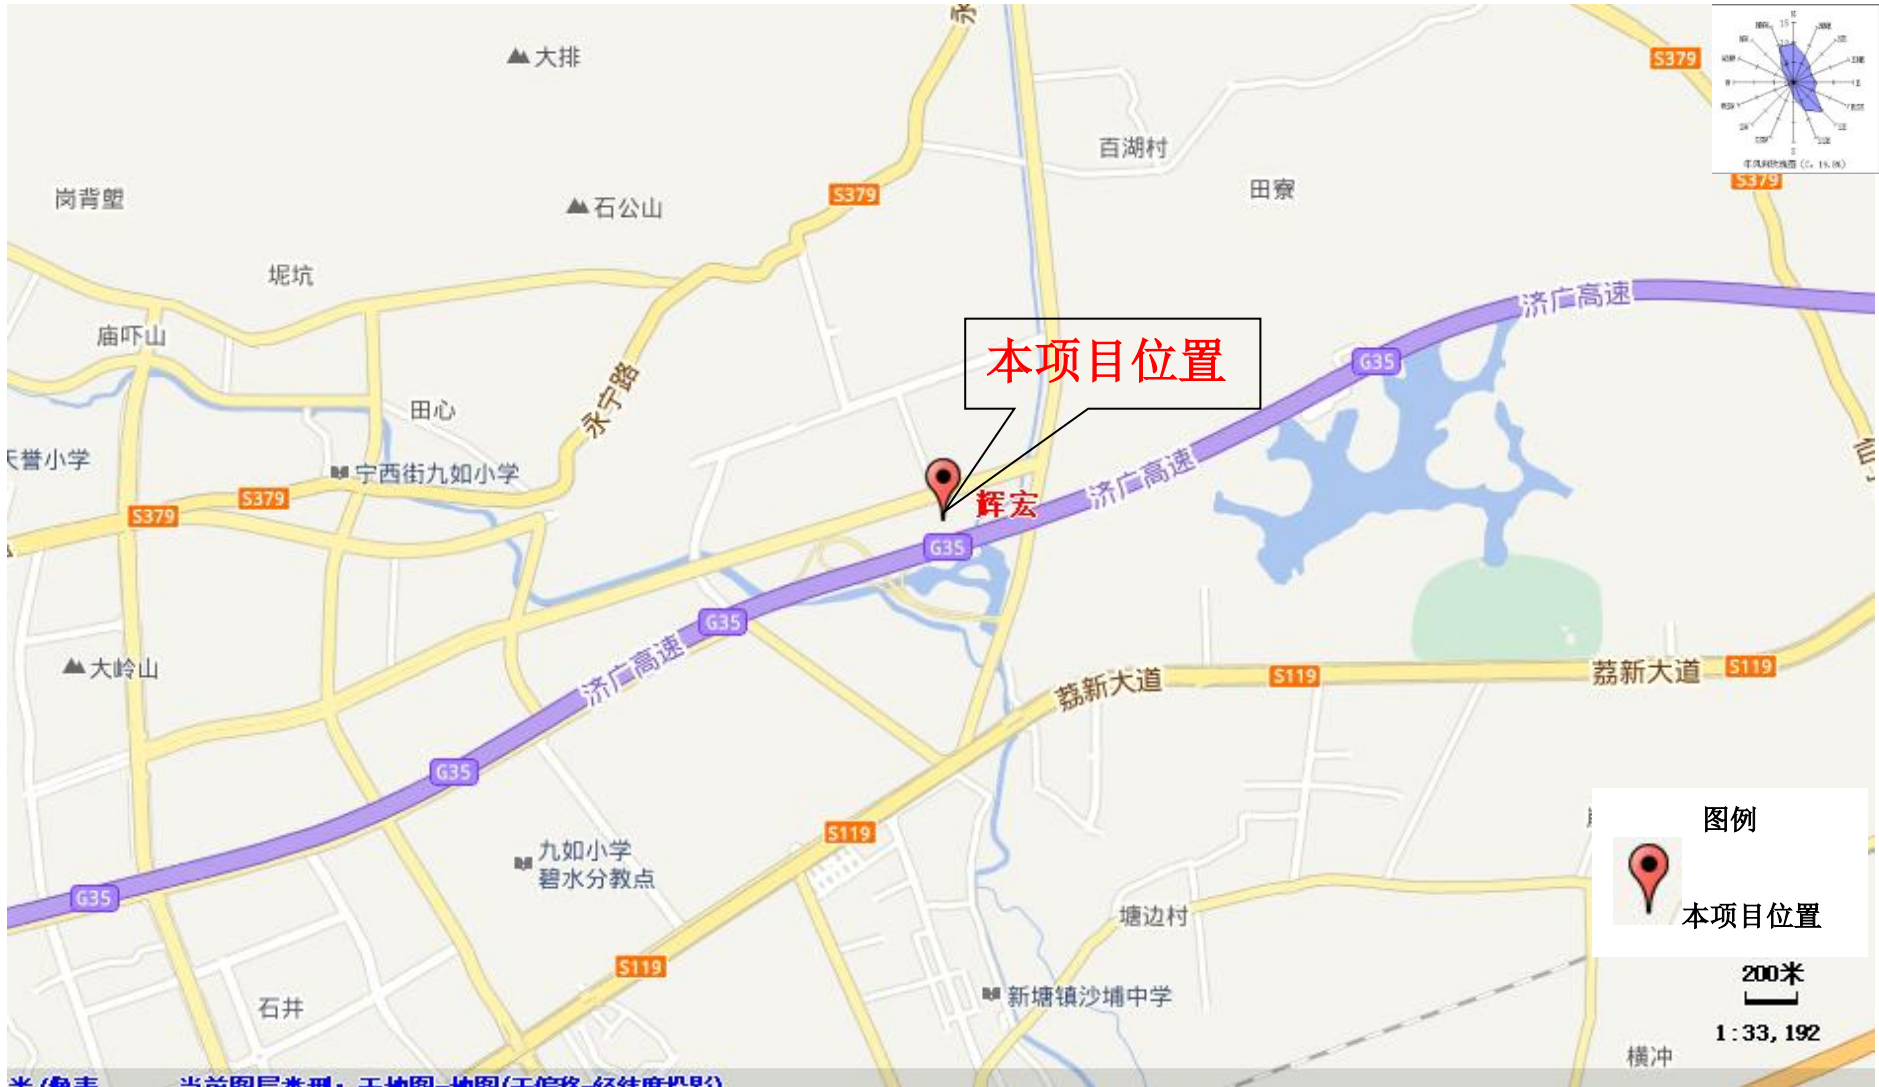 永
大排
S379
百湖村
田寮
S379
岗背塱
石公山
S379
坭坑
济广高速
庙吓山
本项目位置
G35
永宁路
田心
宁西街九如小学
誉小学
S379
S379
济广高速
辉宏
G35
G35
济广高速
大岭山
荔新大道
S119
荔新大道
S119
G35
S119
九如小学
碧水分教点
G35
塘边村
S119
石井
新塘镇沙埔中学
横冲
图例
本项目位置
200米
1:33,192
15
N
E
S
W